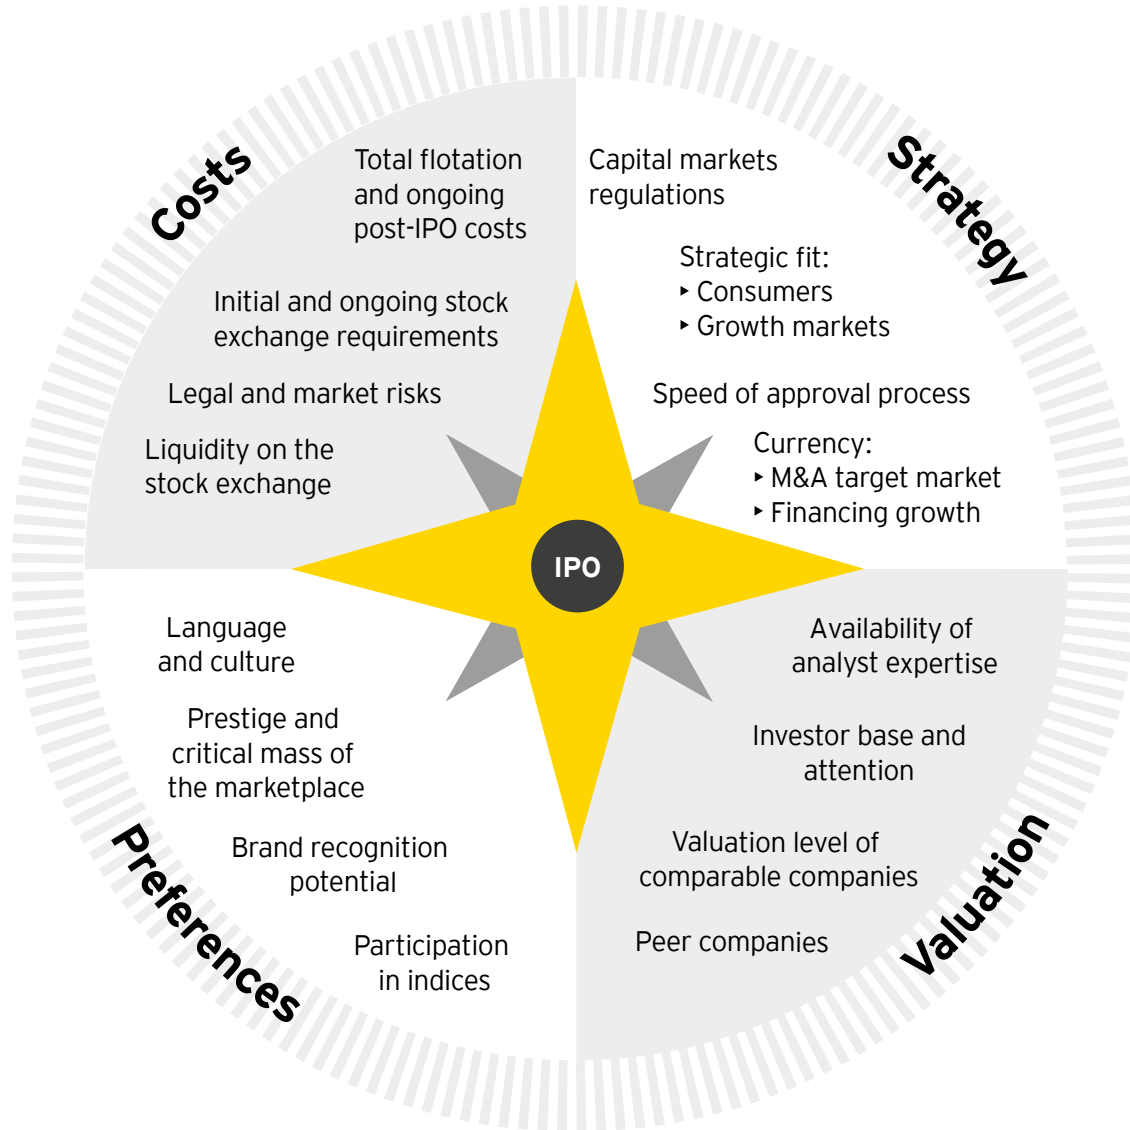 Costs
Total flotation
and ongoing
post-IPO costs
Initial and ongoing stock
exchange requirements
Legal and market risks
Liquidity on the
stock exchange
Strategy
Capital markets
regulations
Strategic fit:
‣ Consumers
‣ Growth markets
Speed of approval process
Currency:
‣ M&A target market
‣ Financing growth
IPO
Preferences
Language
and culture
Prestige and
critical mass of
the marketplace
Brand recognition
potential
Participation
in indices
Valuation
Availability of
analyst expertise
Investor base and
attention
Valuation level of
comparable companies
Peer companies